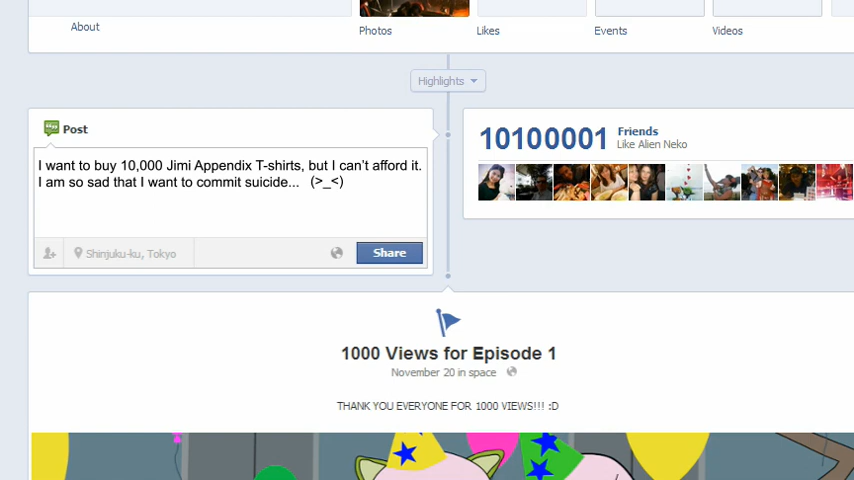 About
Photos
Likes
Events
Videos
Highlights
Post
I want to buy 10,000 Jimi Appendix T-shirts, but I can't afford it.
I am so sad that I want to commit suicide... (>_<)
Shinjuku-ku, Tokyo
Share
10100001 Friends
Like Alien Neko
1000 Views for Episode 1
November 20 in space
THANK YOU EVERYONE FOR 1000 VIEWS!!! :D